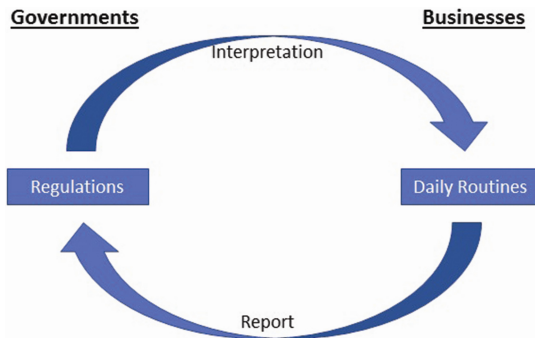 Governments
Businesses
Interpretation
Regulations
Daily Routines
Report